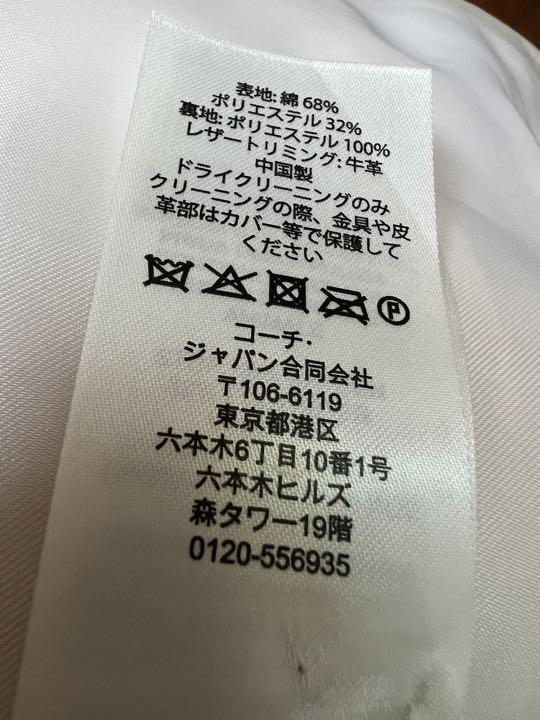 表地: 綿 68%
ポリエステル 32%
裏地: ポリエステル 100%
レザートリミング: 牛革
中国製
ドライクリーニングのみ
クリーニングの際、金具や皮
革部はカバー等で保護して
ください
P
コーチ・
ジャパン合同会社
〒106-6119
東京都港区
六本木6丁目10番1号
六本木ヒルズ
森タワー19階
0120-556935